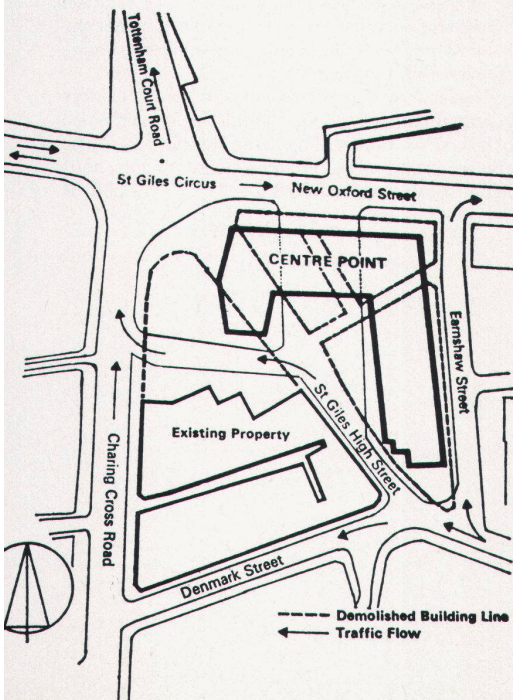 Tottenham Court Road
St Giles Circus
New Oxford Street
CENTRE POINT
Earnshaw Street
St Giles High Street
Existing Property
Charing Cross Road
Denmark Street
Demolished Building Line
Traffic Flow